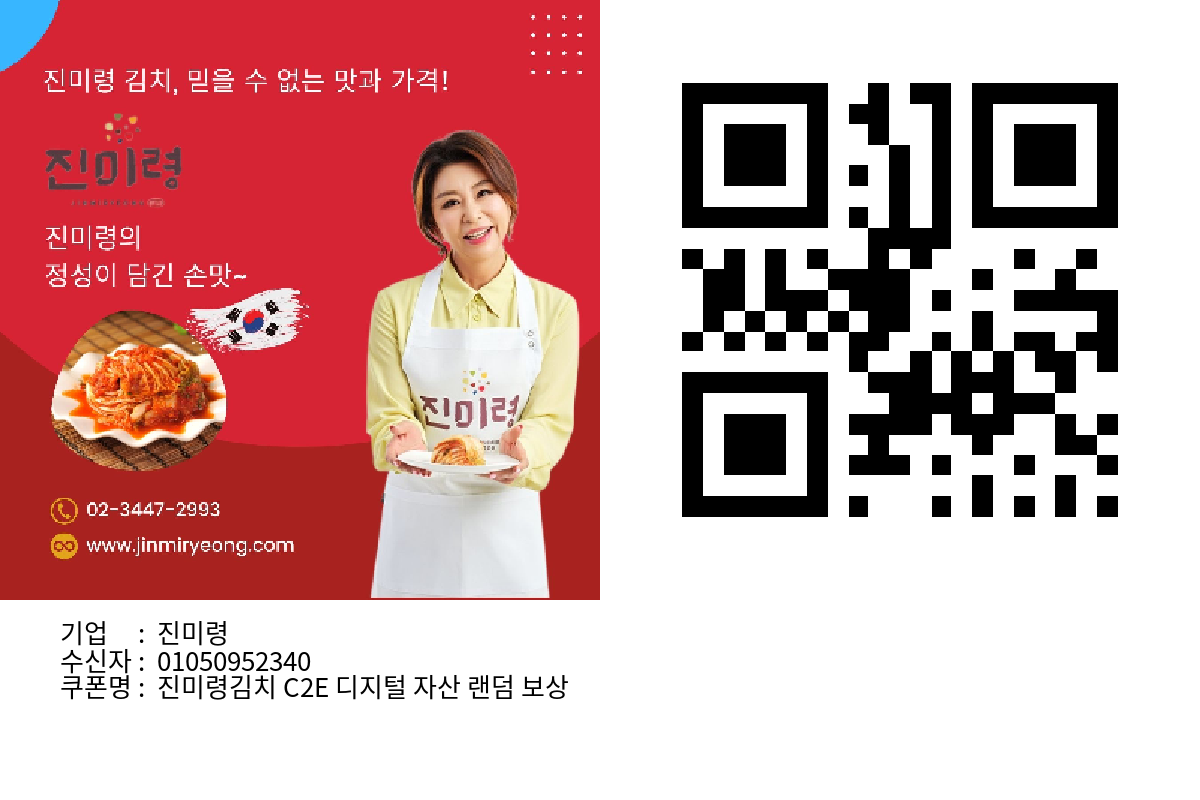 진미령 김치, 믿을 수 없는 맛과 가격!
진미령
진미령의
정성이 담긴 손맛~
진미령
02-3447-2993
www.jinmiryeong.com
기업 : 진미령
수신자 : 01050952340
쿠폰명 : 진미령김치 C2E 디지털 자산 랜덤 보상